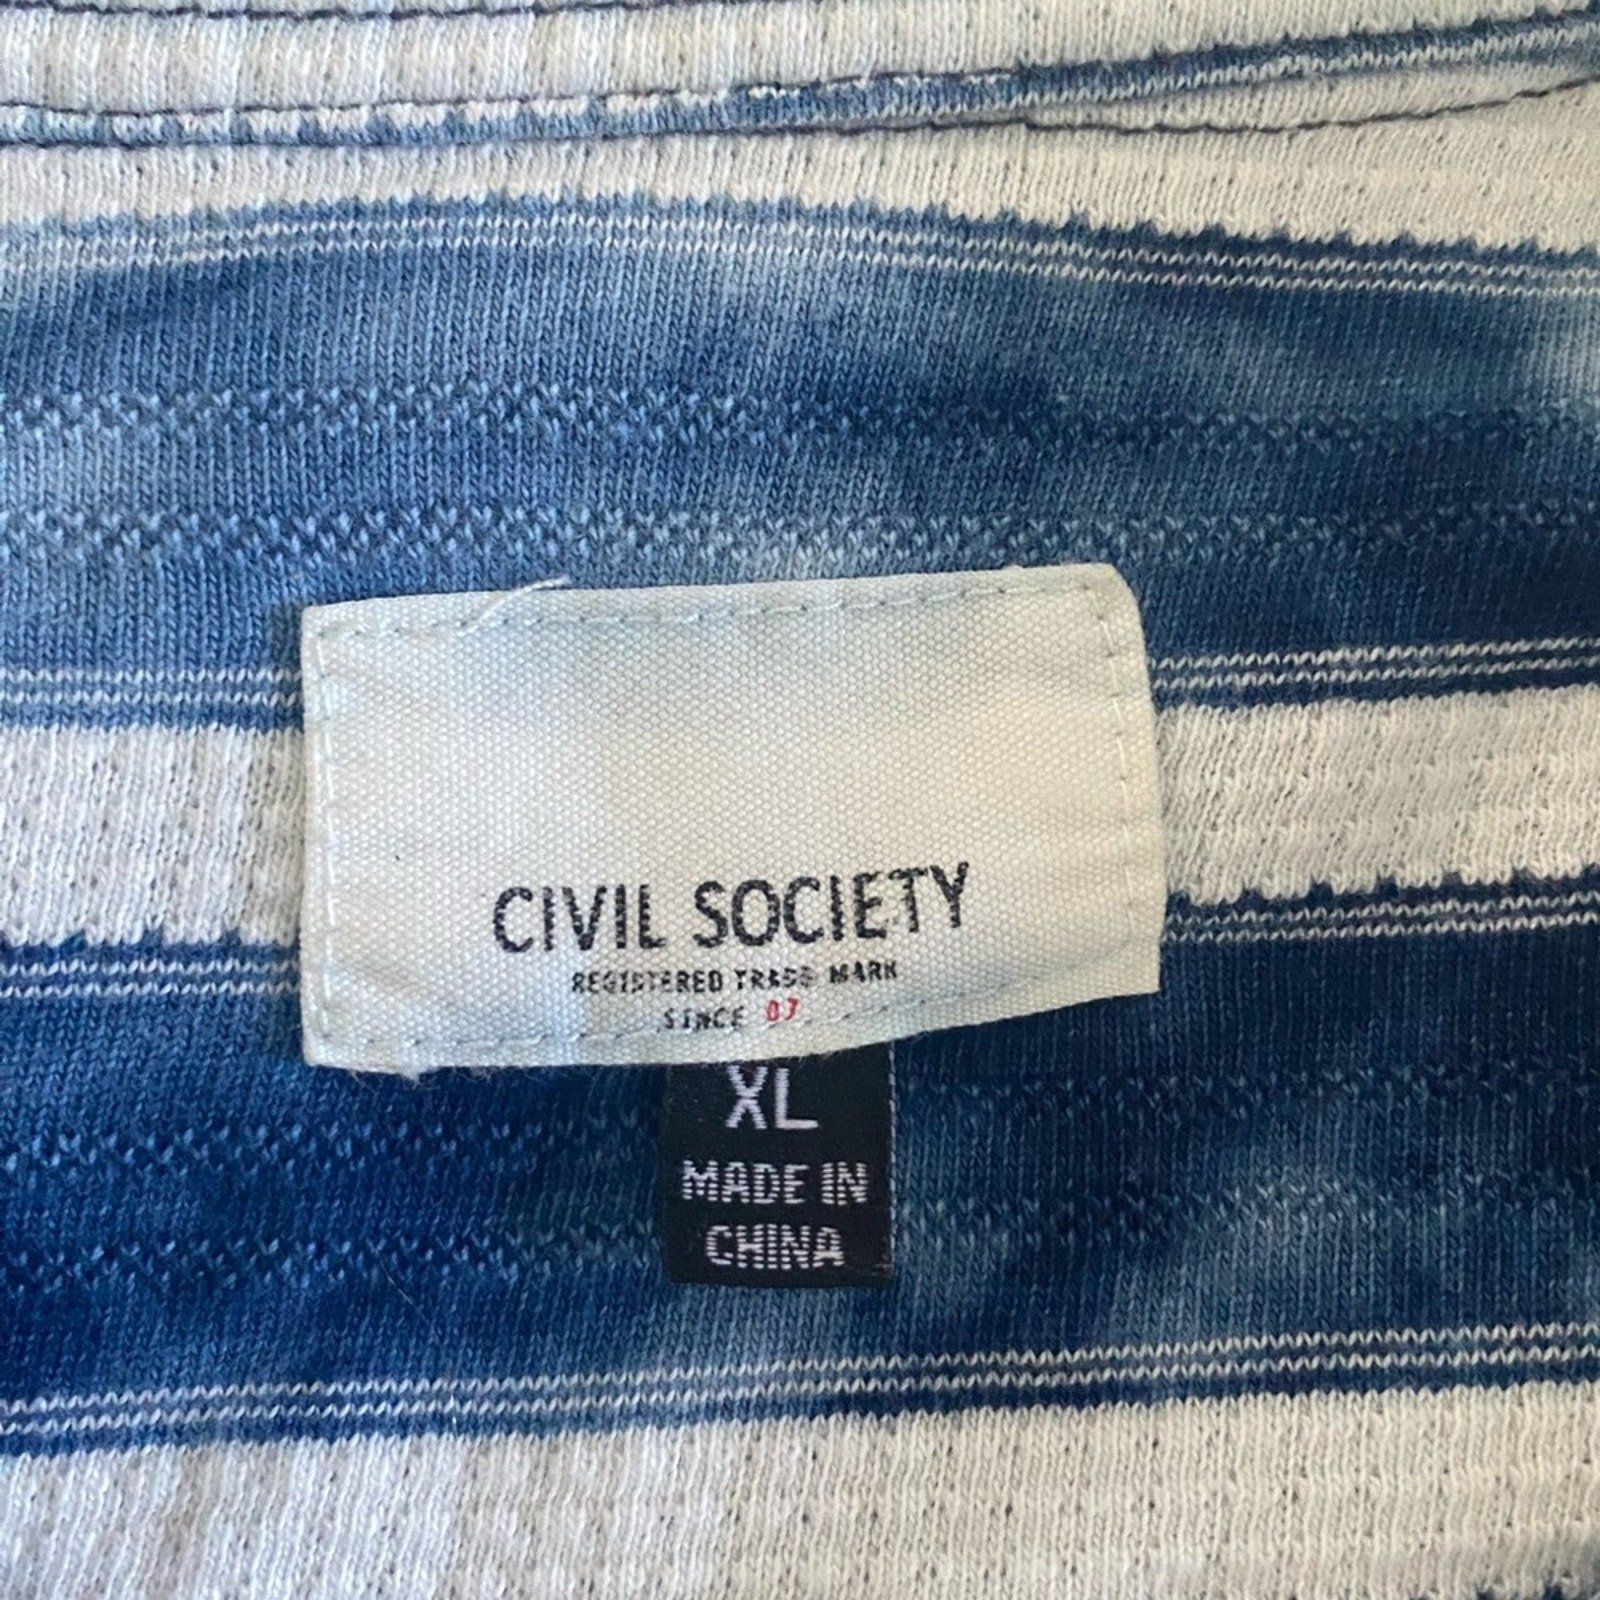 CIVIL SOCIETY
REGISTERED TRADE MARK
SINCE 07
XL
MADE IN
CHINA